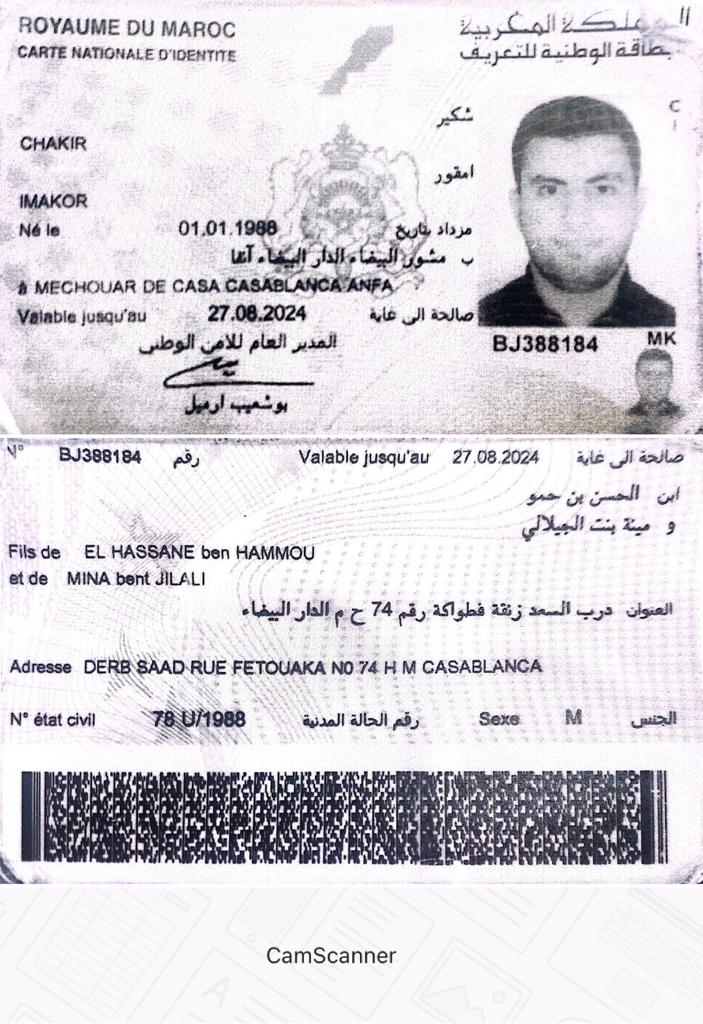 ROYAUME DU MAROC
المملكة المغربية
CARTE NATIONALE D'IDENTITE
بطاقة الوطنية للتعريف
شكير
CHAKIR
امقور
IMAKOR
Né le 01.01.1988 مزداد بتاريخ
ب مشور البيضاء الدار البيضاء آنفا
à MECHOUAR DE CASA CASABLANCA ANFA
Valable jusqu'au 27.08.2024 صالحة الى غاية
المدير العام للامن الوطني
BJ388184
MK
بوشعيب ارميل
N° BJ388184 رقم Valable jusqu'au 27.08.2024 صالحة الى غاية
ابن الحسن بن حمو
و مينة بنت الجيلالي
Fils de EL HASSANE ben HAMMOU
et de MINA bent JILALI
العنوان درب السعد زنقة فطواكة رقم 74 ح م الدار البيضاء
Adresse DERB SAAD RUE FETOUAKA N0 74 H M CASABLANCA
N° état civil 78 U/1988 رقم الحالة المدنية Sexe M الجنس
CamScanner